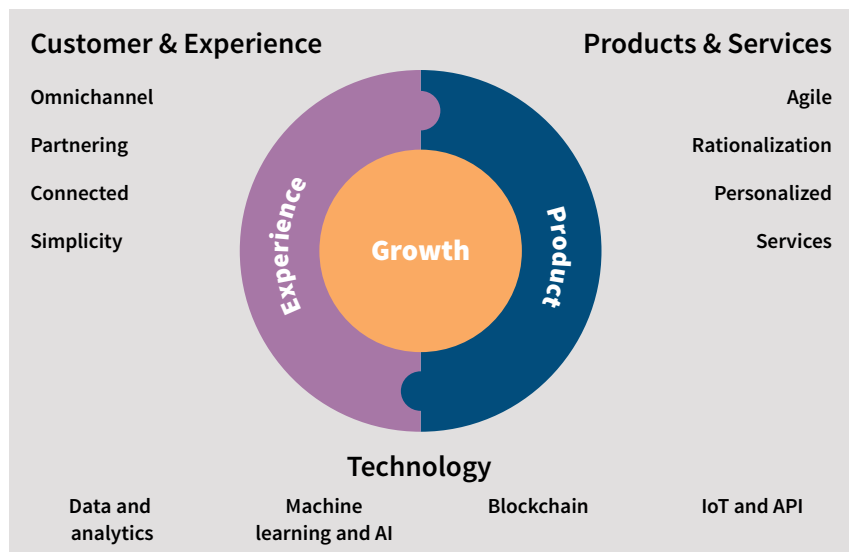 Customer & Experience
Omnichannel
Partnering
Connected
Simplicity
Products & Services
Agile
Rationalization
Personalized
Services
Experience
Growth
Product
Technology
Data and
analytics
Machine
learning and AI
Blockchain
IoT and API